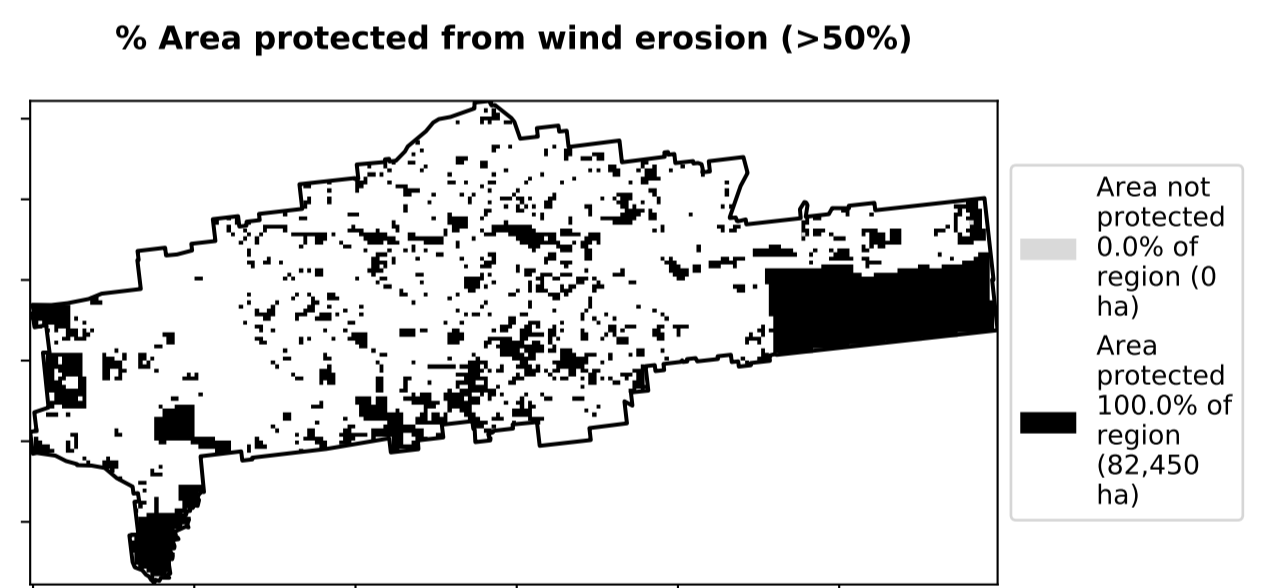 % Area protected from wind erosion (>50%)
Area not
protected
0.0% of
region (0
ha)
Area
protected
100.0% of
region
(82,450
ha)